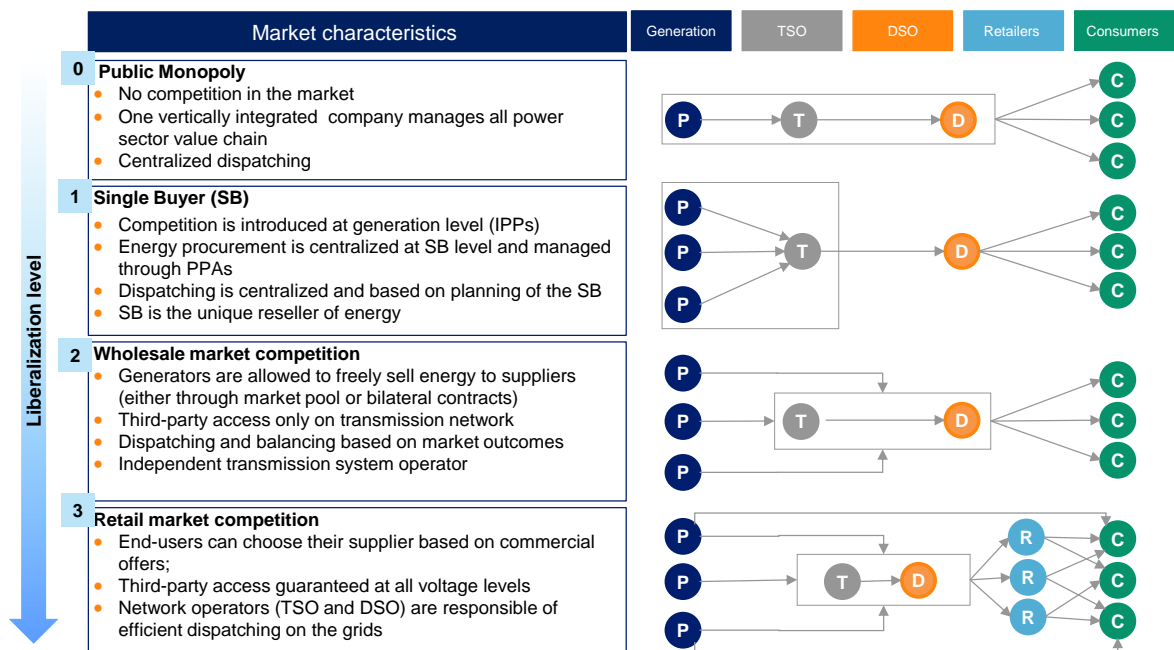 Market characteristics
Generation
TSO
DSO
Retailers
Consumers
Liberalization level
0
Public Monopoly
• No competition in the market
• One vertically integrated company manages all power
sector value chain
• Centralized dispatching
P
T
D
C
C
C
1
Single Buyer (SB)
• Competition is introduced at generation level (IPPs)
• Energy procurement is centralized at SB level and managed
through PPAs
• Dispatching is centralized and based on planning of the SB
• SB is the unique reseller of energy
P
P
P
T
D
C
C
C
2
Wholesale market competition
• Generators are allowed to freely sell energy to suppliers
(either through market pool or bilateral contracts)
• Third-party access only on transmission network
• Dispatching and balancing based on market outcomes
• Independent transmission system operator
P
P
P
T
D
C
C
C
3
Retail market competition
• End-users can choose their supplier based on commercial
offers;
• Third-party access guaranteed at all voltage levels
• Network operators (TSO and DSO) are responsible of
efficient dispatching on the grids
P
P
P
T
D
R
R
R
C
C
C